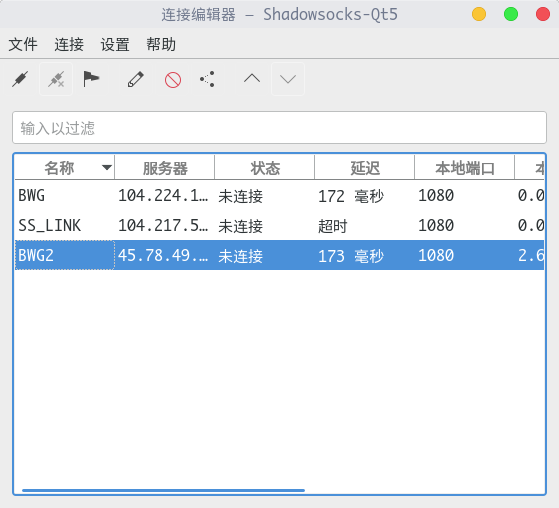 连接编辑器 — Shadowsocks-Qt5
文件 连接 设置 帮助
输入以过滤
名称 服务器 状态 延迟 本地端口
BWG 104.224.1… 未连接 172 毫秒 1080 0.0
SS_LINK 104.217.5… 未连接 超时 1080 0.0
BWG2 45.78.49.… 未连接 173 毫秒 1080 2.6